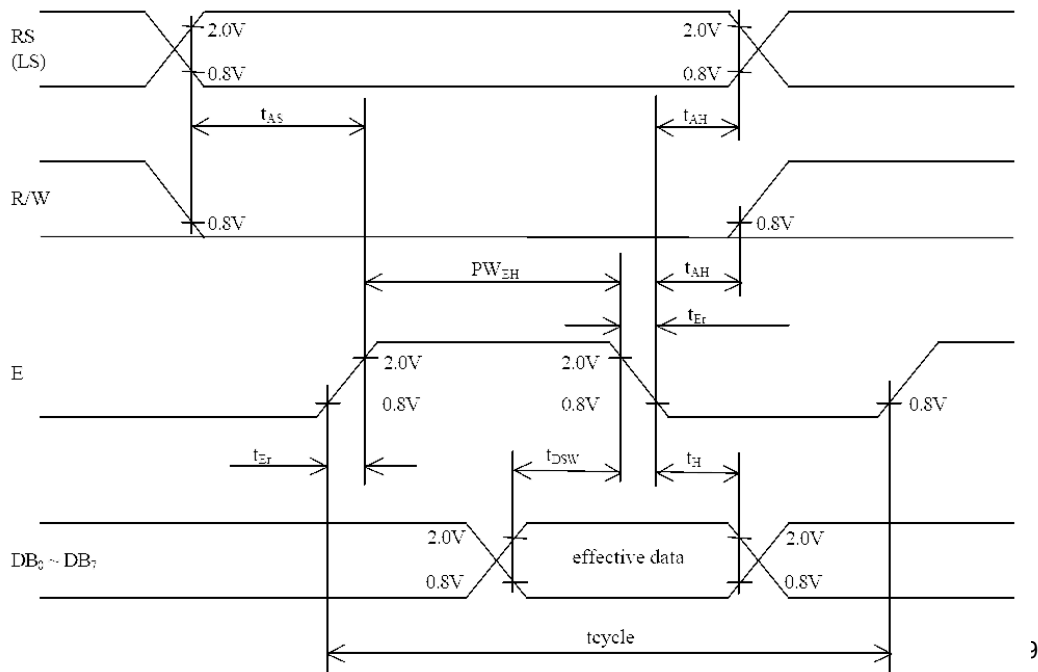 RS
(LS)
2.0V
2.0V
0.8V
0.8V
tAS
tAH
R/W
0.8V
0.8V
PWEH
tAH
tEr
E
2.0V
2.0V
0.8V
0.8V
0.8V
tEr
tDSW
tH
DB0 ~ DB7
2.0V
effective data
2.0V
0.8V
0.8V
tcycle
9